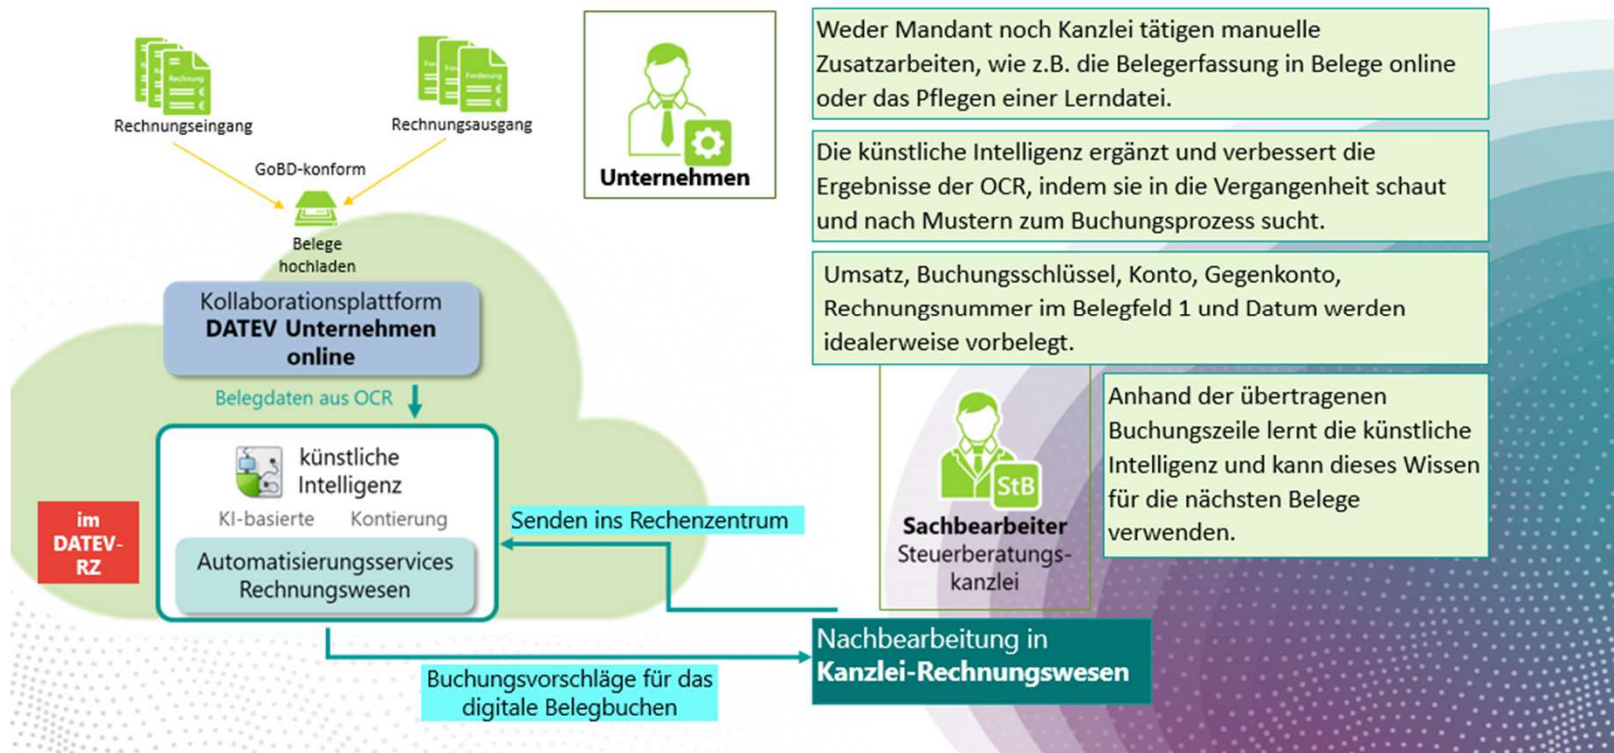 Rechnung
€
Forderung
€
Rechnungseingang
Rechnungsausgang
GoBD-konform
Belege
hochladen
Kollaborationsplattform
DATEV Unternehmen
online
Belegdaten aus OCR
künstliche
Intelligenz
KI-basierte Kontierung
Automatisierungsservices
Rechnungswesen
im
DATEV-
RZ
Unternehmen
Weder Mandant noch Kanzlei tätigen manuelle
Zusatzarbeiten, wie z.B. die Belegerfassung in Belege online
oder das Pflegen einer Lerndatei.
Die künstliche Intelligenz ergänzt und verbessert die
Ergebnisse der OCR, indem sie in die Vergangenheit schaut
und nach Mustern zum Buchungsprozess sucht.
Umsatz, Buchungsschlüssel, Konto, Gegenkonto,
Rechnungsnummer im Belegfeld 1 und Datum werden
idealerweise vorbelegt.
StB
Sachbearbeiter
Steuerberatungs-
kanzlei
Anhand der übertragenen
Buchungszeile lernt die künstliche
Intelligenz und kann dieses Wissen
für die nächsten Belege
verwenden.
Senden ins Rechenzentrum
Nachbearbeitung in
Kanzlei-Rechnungswesen
Buchungsvorschläge für das
digitale Belegbuchen